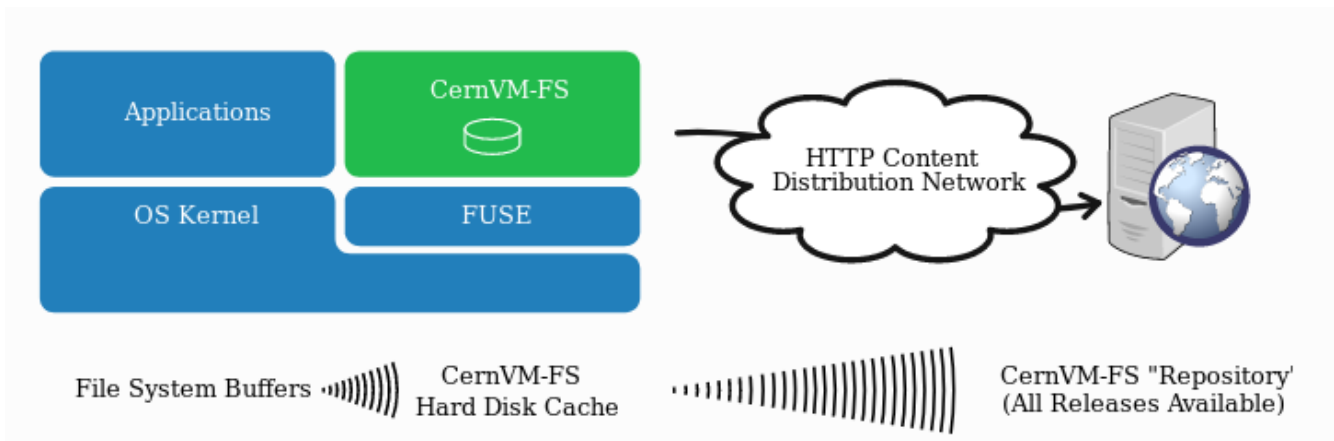 Applications
CernVM-FS
OS Kernel
FUSE
HTTP Content
Distribution Network
File System Buffers
CernVM-FS
Hard Disk Cache
CernVM-FS "Repository'
(All Releases Available)